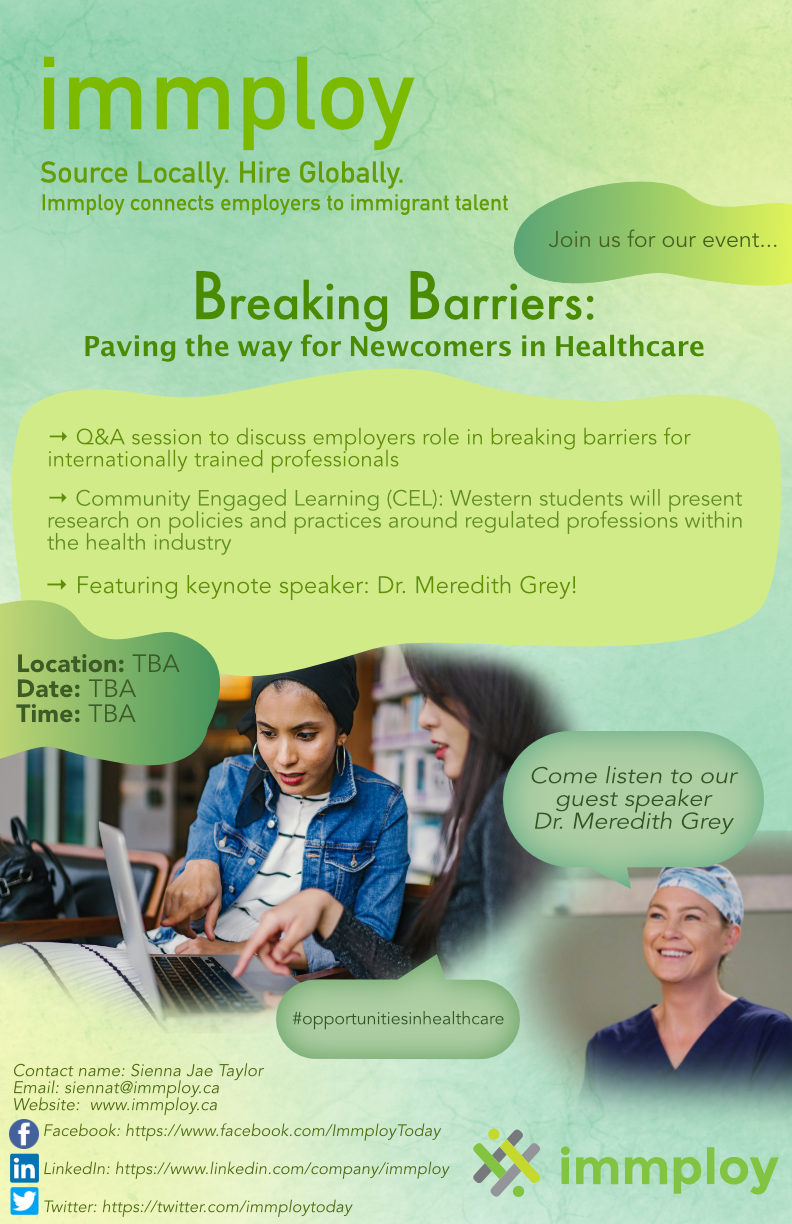 immploy
Source Locally. Hire Globally.
Immploy connects employers to immigrant talent
Join us for our event...
Breaking Barriers:
Paving the way for Newcomers in Healthcare
→ Q&A session to discuss employers role in breaking barriers for
internationally trained professionals
→ Community Engaged Learning (CEL): Western students will present
research on policies and practices around regulated professions within
the health industry
→ Featuring keynote speaker: Dr. Meredith Grey!
Location: TBA
Date: TBA
Time: TBA
Come listen to our
guest speaker
Dr. Meredith Grey
#opportunitiesinhealthcare
Contact name: Sienna Jae Taylor
Email: siennat@immploy.ca
Website: www.immploy.ca
f Facebook: https://www.facebook.com/ImmployToday
in LinkedIn: https://www.linkedin.com/company/immploy
Twitter: https://twitter.com/immploytoday
immploy